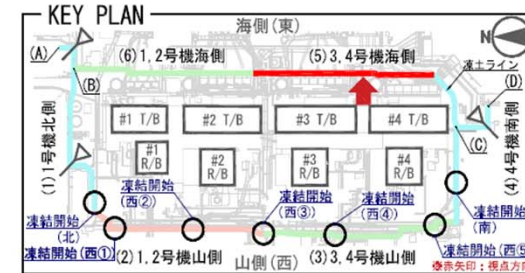 KEY PLAN
海側(東)
N
(A)
(6)1,2号機海側
(5)3,4号機海側
凍土ライン
(B)
(D)
#1 T/B
#2 T/B
#3 T/B
#4 T/B
(1)1号機北側
#1
R/B
#2
R/B
#3
R/B
#4
R/B
(C)
(4)4号機南側
凍結開始
(西②)
凍結開始
(西③)
凍結開始
(西④)
凍結開始
(北)
凍結開始
(南)
凍結開始(西①)
(2)1,2号機山側
(3)3,4号機山側
凍結開始(西⑤)
山側(西)
※赤矢印:視点方向